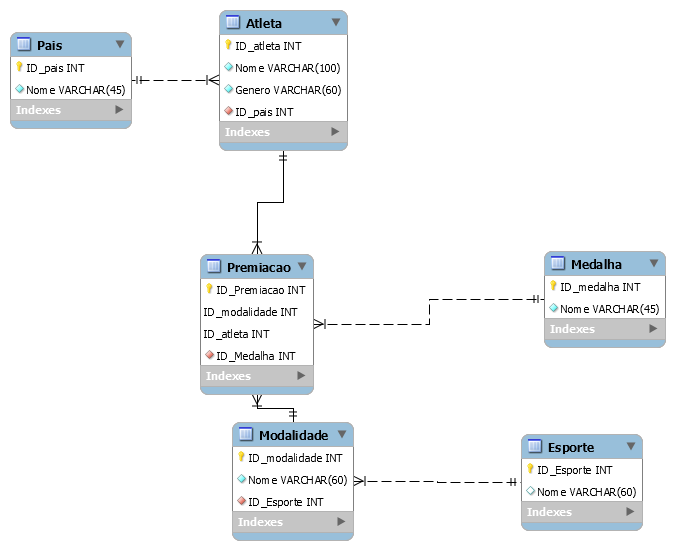 Pais
ID_pais INT
Nome VARCHAR(45)
Indexes
Atleta
ID_atleta INT
Nome VARCHAR(100)
Genero VARCHAR(60)
ID_pais INT
Indexes
Premiacao
ID_Premiacao INT
ID_modalidade INT
ID_atleta INT
ID_Medalha INT
Indexes
Medalha
ID_medalha INT
Nome VARCHAR(45)
Indexes
Modalidade
ID_modalidade INT
Nome VARCHAR(60)
ID_Esporte INT
Indexes
Esporte
ID_Esporte INT
Nome VARCHAR(60)
Indexes